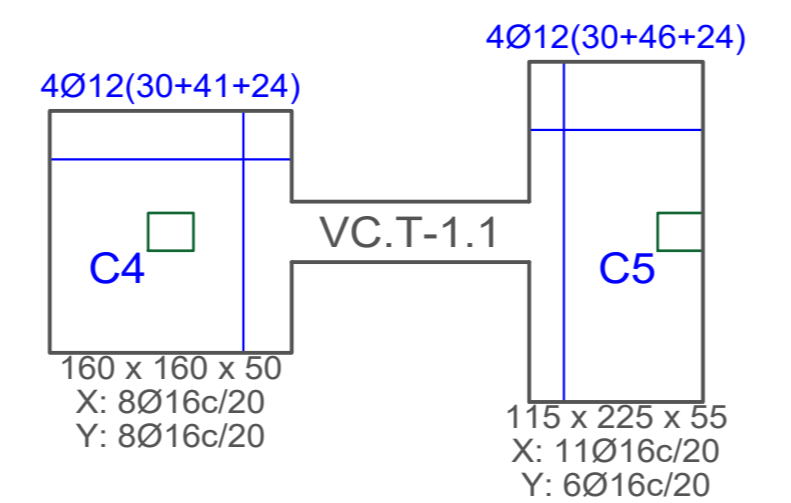 4Ø12(30+46+24)
4Ø12(30+41+24)
VC.T-1.1
C4
C5
160 x 160 x 50
X: 8Ø16c/20
Y: 8Ø16c/20
115 x 225 x 55
X: 11Ø16c/20
Y: 6Ø16c/20